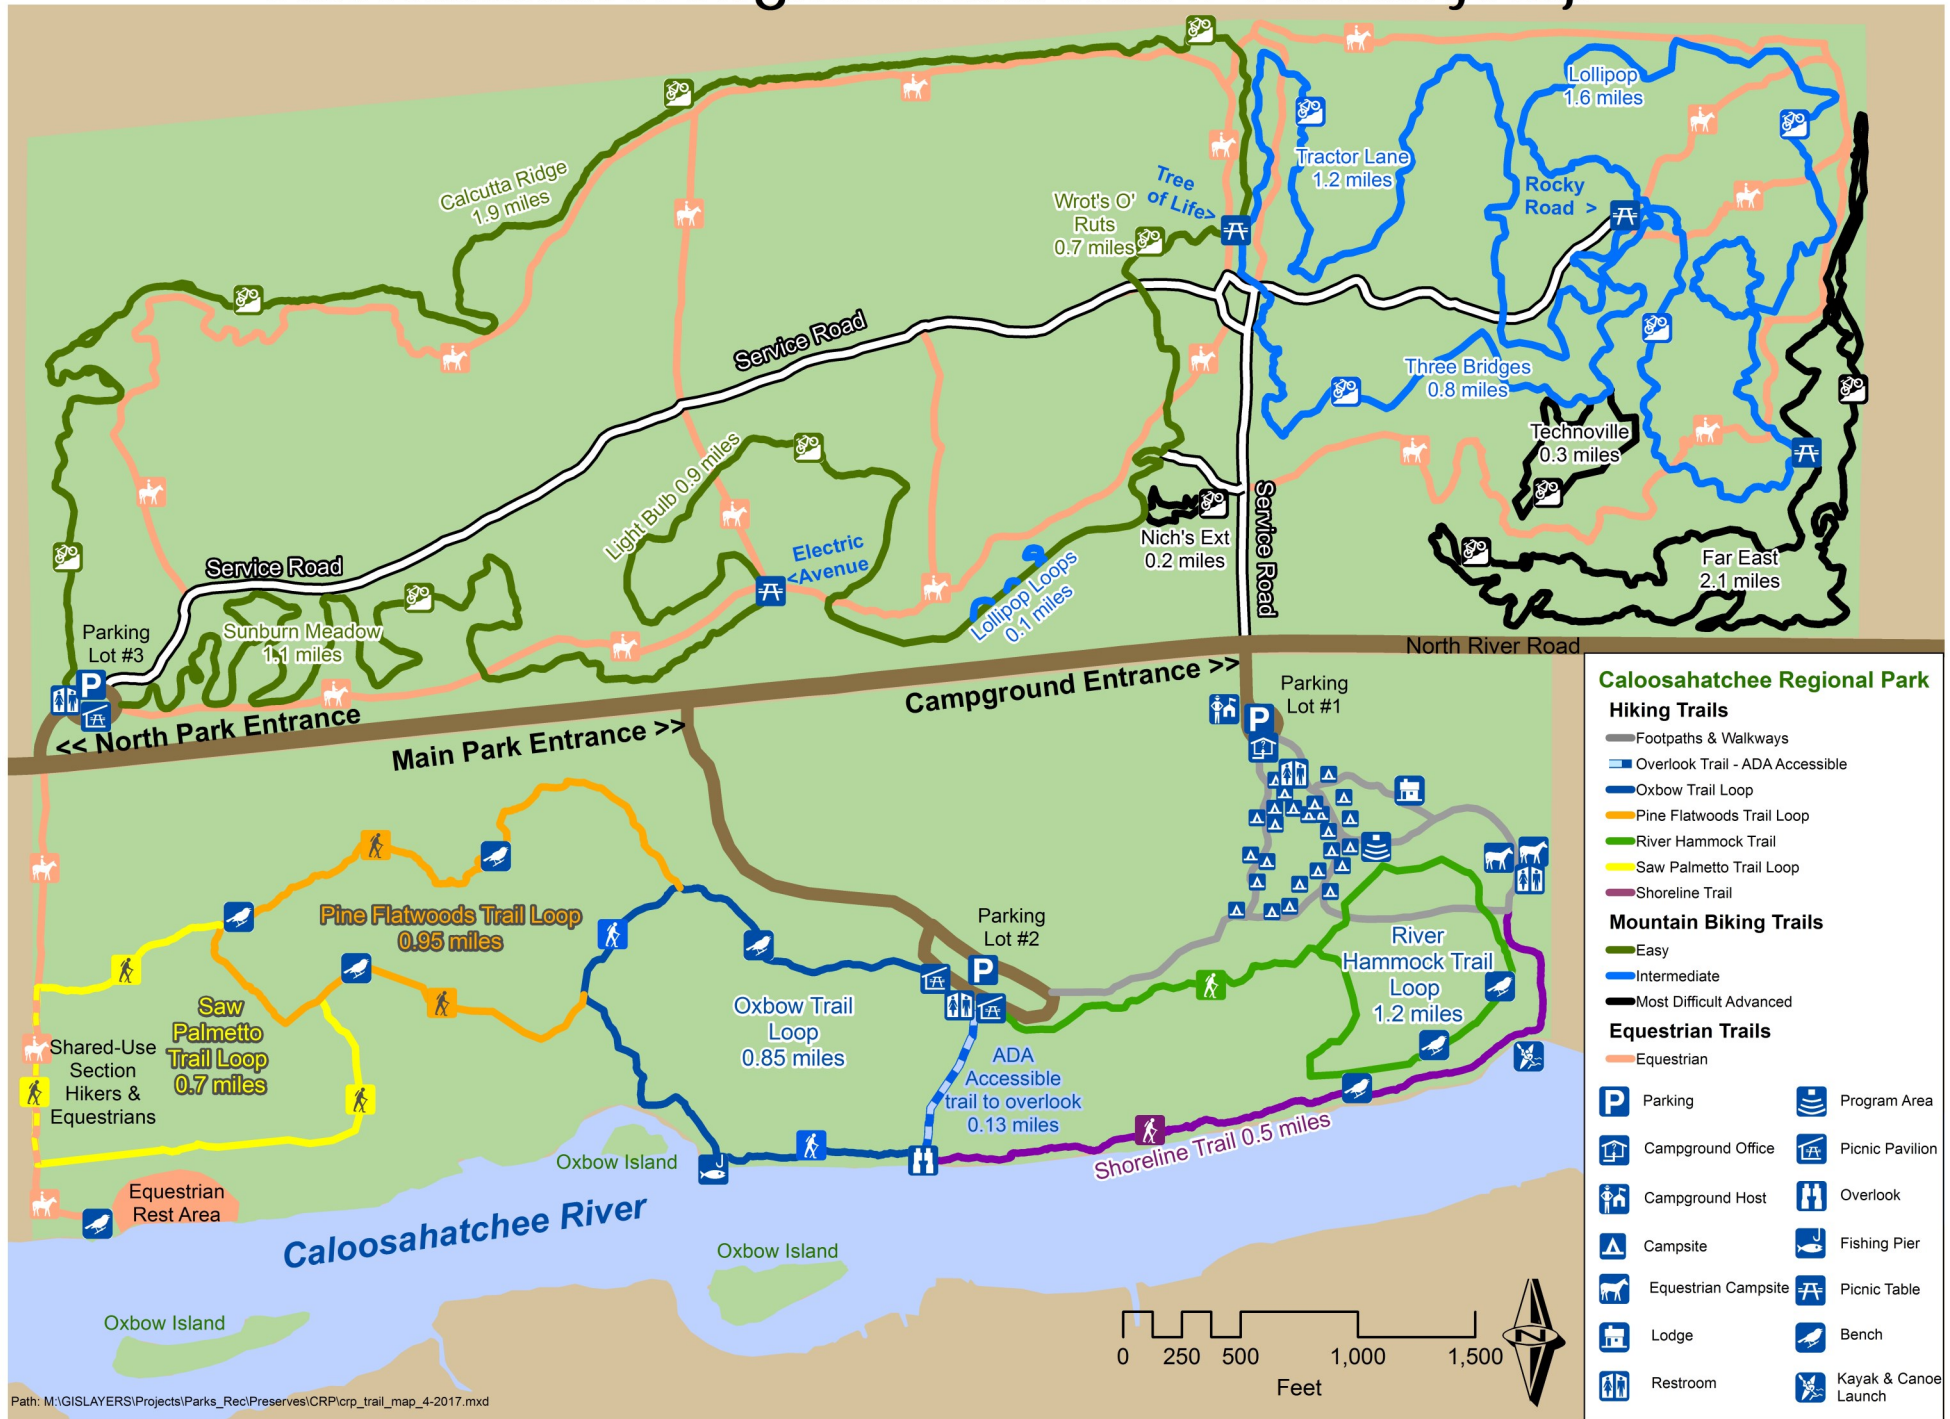 Lollipop
1.6 miles
Tractor Lane
1.2 miles
Calcutta Ridge
1.9 miles
Tree
of Life>
Rocky
Road >
Wrot's O'
Ruts
0.7 miles
Service Road
Three Bridges
0.8 miles
Technoville
0.3 miles
Light Bulb 0.9 miles
Service Road
Electric
<Avenue
Nich's Ext
0.2 miles
Far East
2.1 miles
Service Road
Lollipop Loops
0.1 miles
Parking
Lot #3
P
Sunburn Meadow
1.1 miles
North River Road
<< North Park Entrance
Main Park Entrance >>
Campground Entrance >>
Parking
Lot #1
P
Pine Flatwoods Trail Loop
0.95 miles
Parking
Lot #2
P
River
Hammock Trail
Loop
1.2 miles
Saw
Palmetto
Trail Loop
0.7 miles
Oxbow Trail
Loop
0.85 miles
Shared-Use
Section
Hikers &
Equestrians
ADA
Accessible
trail to overlook
0.13 miles
Shoreline Trail 0.5 miles
Oxbow Island
Equestrian
Rest Area
Caloosahatchee River
Oxbow Island
Oxbow Island
0 250 500 1,000 1,500
Feet
N
Path: M:\GISLAYERS\Projects\Parks_Rec\Preserves\CRP\crp_trail_map_4-2017.mxd
Caloosahatchee Regional Park
Hiking Trails
Footpaths & Walkways
Overlook Trail - ADA Accessible
Oxbow Trail Loop
Pine Flatwoods Trail Loop
River Hammock Trail
Saw Palmetto Trail Loop
Shoreline Trail
Mountain Biking Trails
Easy
Intermediate
Most Difficult Advanced
Equestrian Trails
Equestrian
P Parking
Program Area
Campground Office
Picnic Pavilion
Campground Host
Overlook
Campsite
Fishing Pier
Equestrian Campsite
Picnic Table
Lodge
Bench
Restroom
Kayak & Canoe
Launch